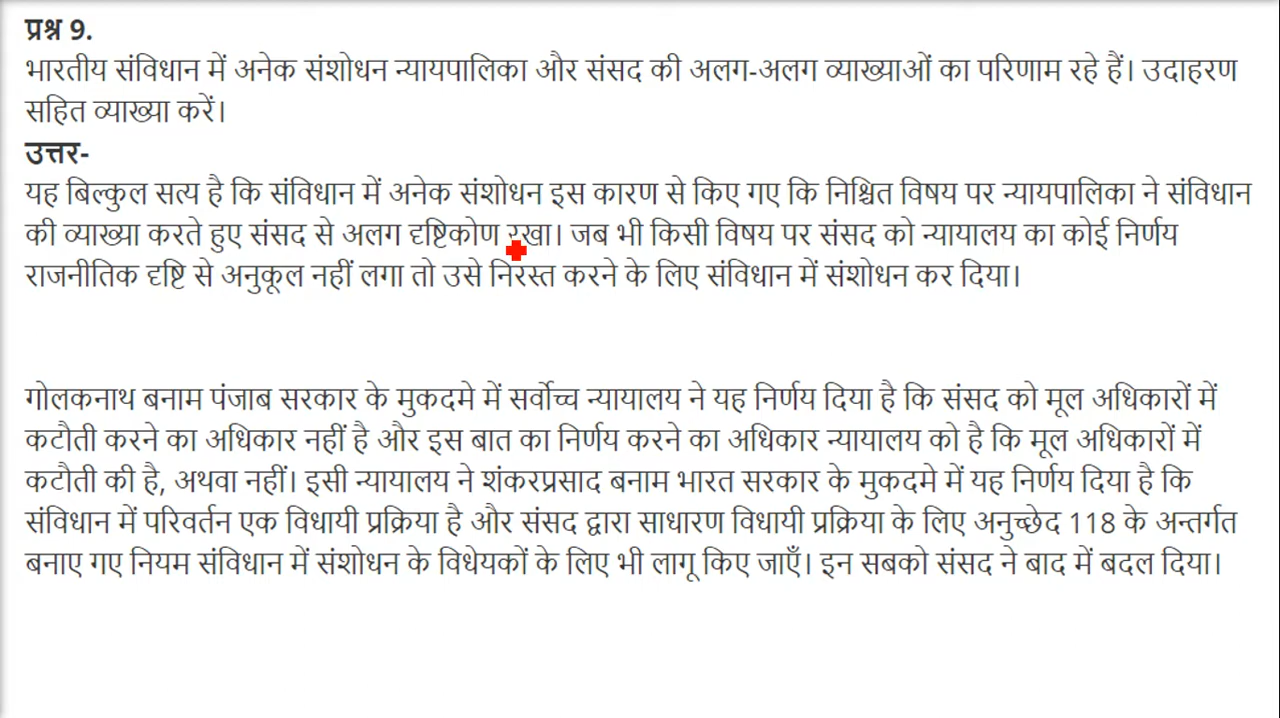 प्रश्न 9.
भारतीय संविधान में अनेक संशोधन न्यायपालिका और संसद की अलग-अलग व्याख्याओं का परिणाम रहे हैं। उदाहरण
सहित व्याख्या करें।
उत्तर-
यह बिल्कुल सत्य है कि संविधान में अनेक संशोधन इस कारण से किए गए कि निश्चित विषय पर न्यायपालिका ने संविधान
की व्याख्या करते हुए संसद से अलग दृष्टिकोण रखा। जब भी किसी विषय पर संसद को न्यायालय का कोई निर्णय
राजनीतिक दृष्टि से अनुकूल नहीं लगा तो उसे निरस्त करने के लिए संविधान में संशोधन कर दिया।
गोलकनाथ बनाम पंजाब सरकार के मुकदमे में सर्वोच्च न्यायालय ने यह निर्णय दिया है कि संसद को मूल अधिकारों में
कटौती करने का अधिकार नहीं है और इस बात का निर्णय करने का अधिकार न्यायालय को है कि मूल अधिकारों में
कटौती की है, अथवा नहीं। इसी न्यायालय ने शंकरप्रसाद बनाम भारत सरकार के मुकदमे में यह निर्णय दिया है कि
संविधान में परिवर्तन एक विधायी प्रक्रिया है और संसद द्वारा साधारण विधायी प्रक्रिया के लिए अनुच्छेद 118 के अन्तर्गत
बनाए गए नियम संविधान में संशोधन के विधेयकों के लिए भी लागू किए जाएँ। इन सबको संसद ने बाद में बदल दिया।